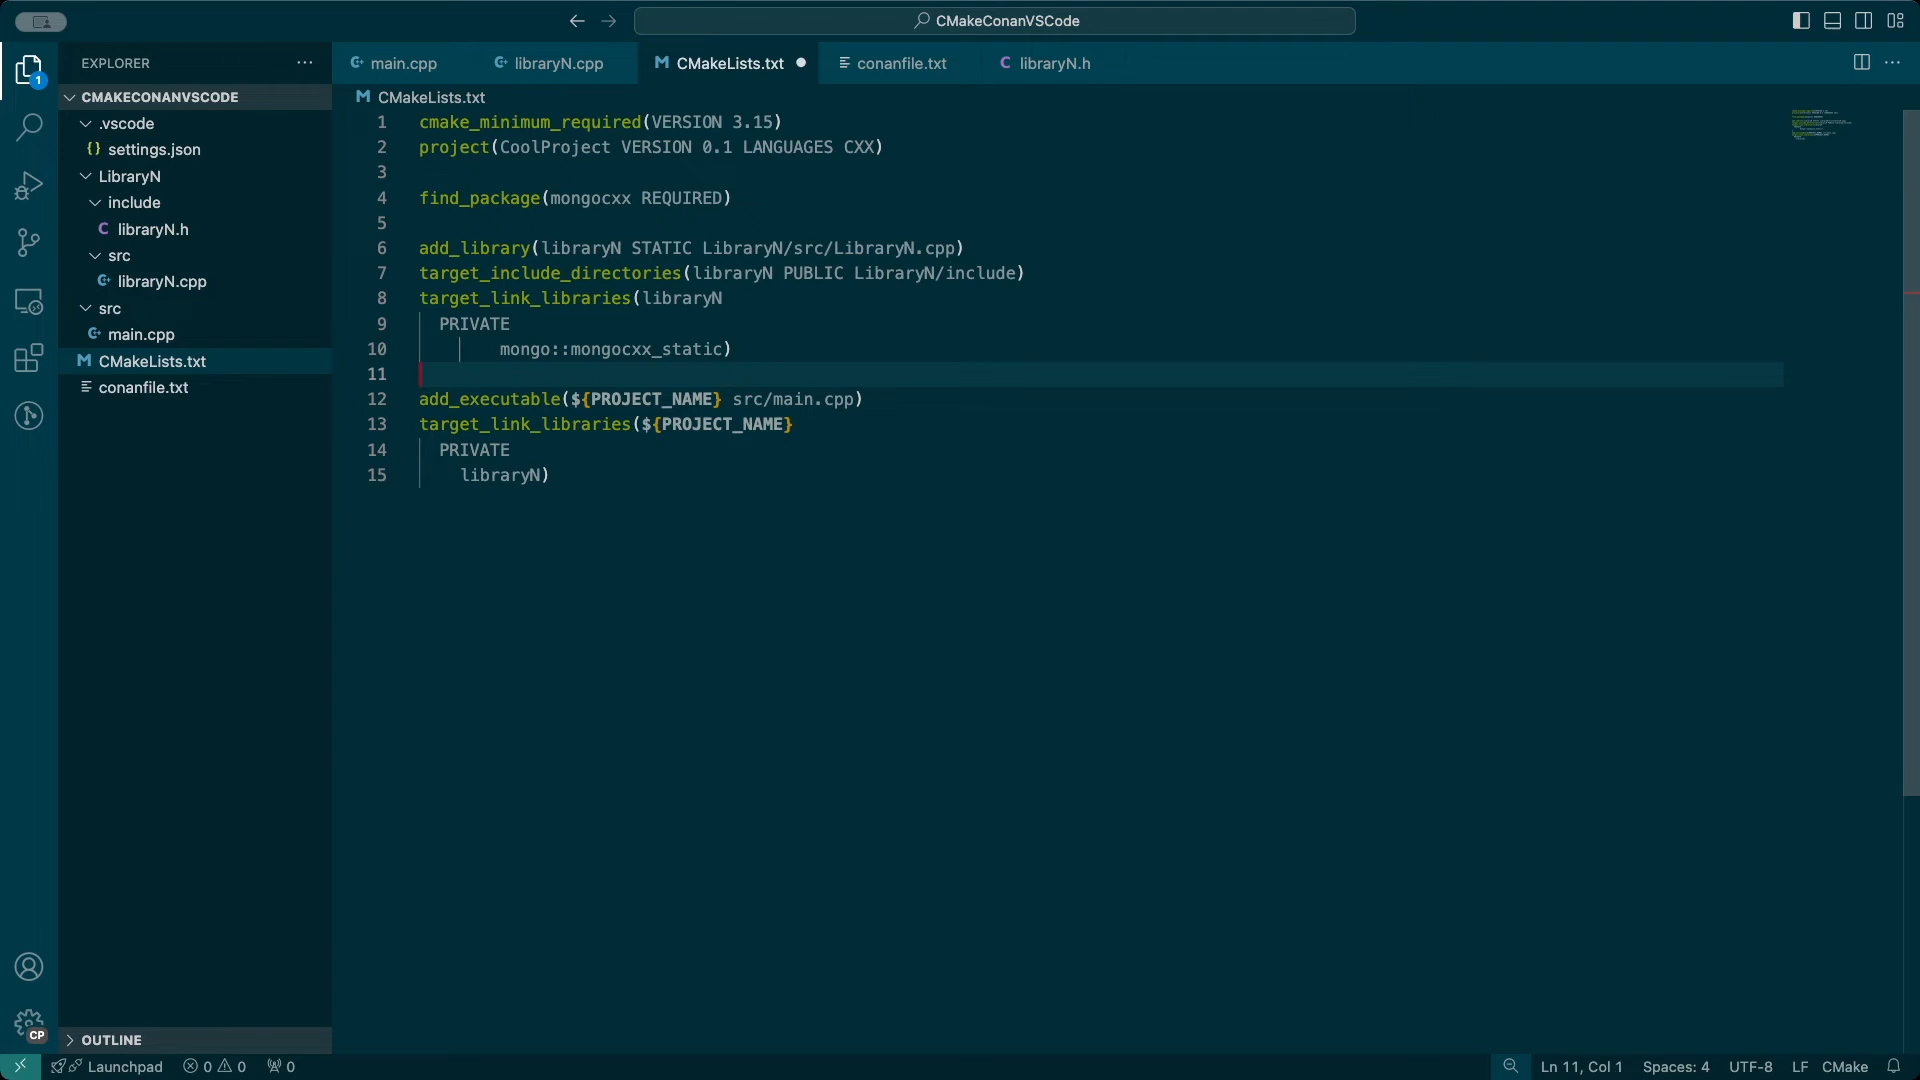 CMakeConanVSCode
EXPLORER
main.cpp
libraryN.cpp
CMakeLists.txt
conanfile.txt
libraryN.h
1
CMAKECONANVSCODE
.vscode
settings.json
LibraryN
include
libraryN.h
src
libraryN.cpp
src
main.cpp
CMakeLists.txt
conanfile.txt
OUTLINE
CMakeLists.txt
1 cmake_minimum_required(VERSION 3.15)
2 project(CoolProject VERSION 0.1 LANGUAGES CXX)
3
4 find_package(mongocxx REQUIRED)
5
6 add_library(libraryN STATIC LibraryN/src/LibraryN.cpp)
7 target_include_directories(libraryN PUBLIC LibraryN/include)
8 target_link_libraries(libraryN
9 PRIVATE
10 mongo::mongocxx_static)
11
12 add_executable(${PROJECT_NAME} src/main.cpp)
13 target_link_libraries(${PROJECT_NAME}
14 PRIVATE
15 libraryN)
CP
Launchpad
0
0
0
Ln 11, Col 1
Spaces: 4
UTF-8
LF
CMake